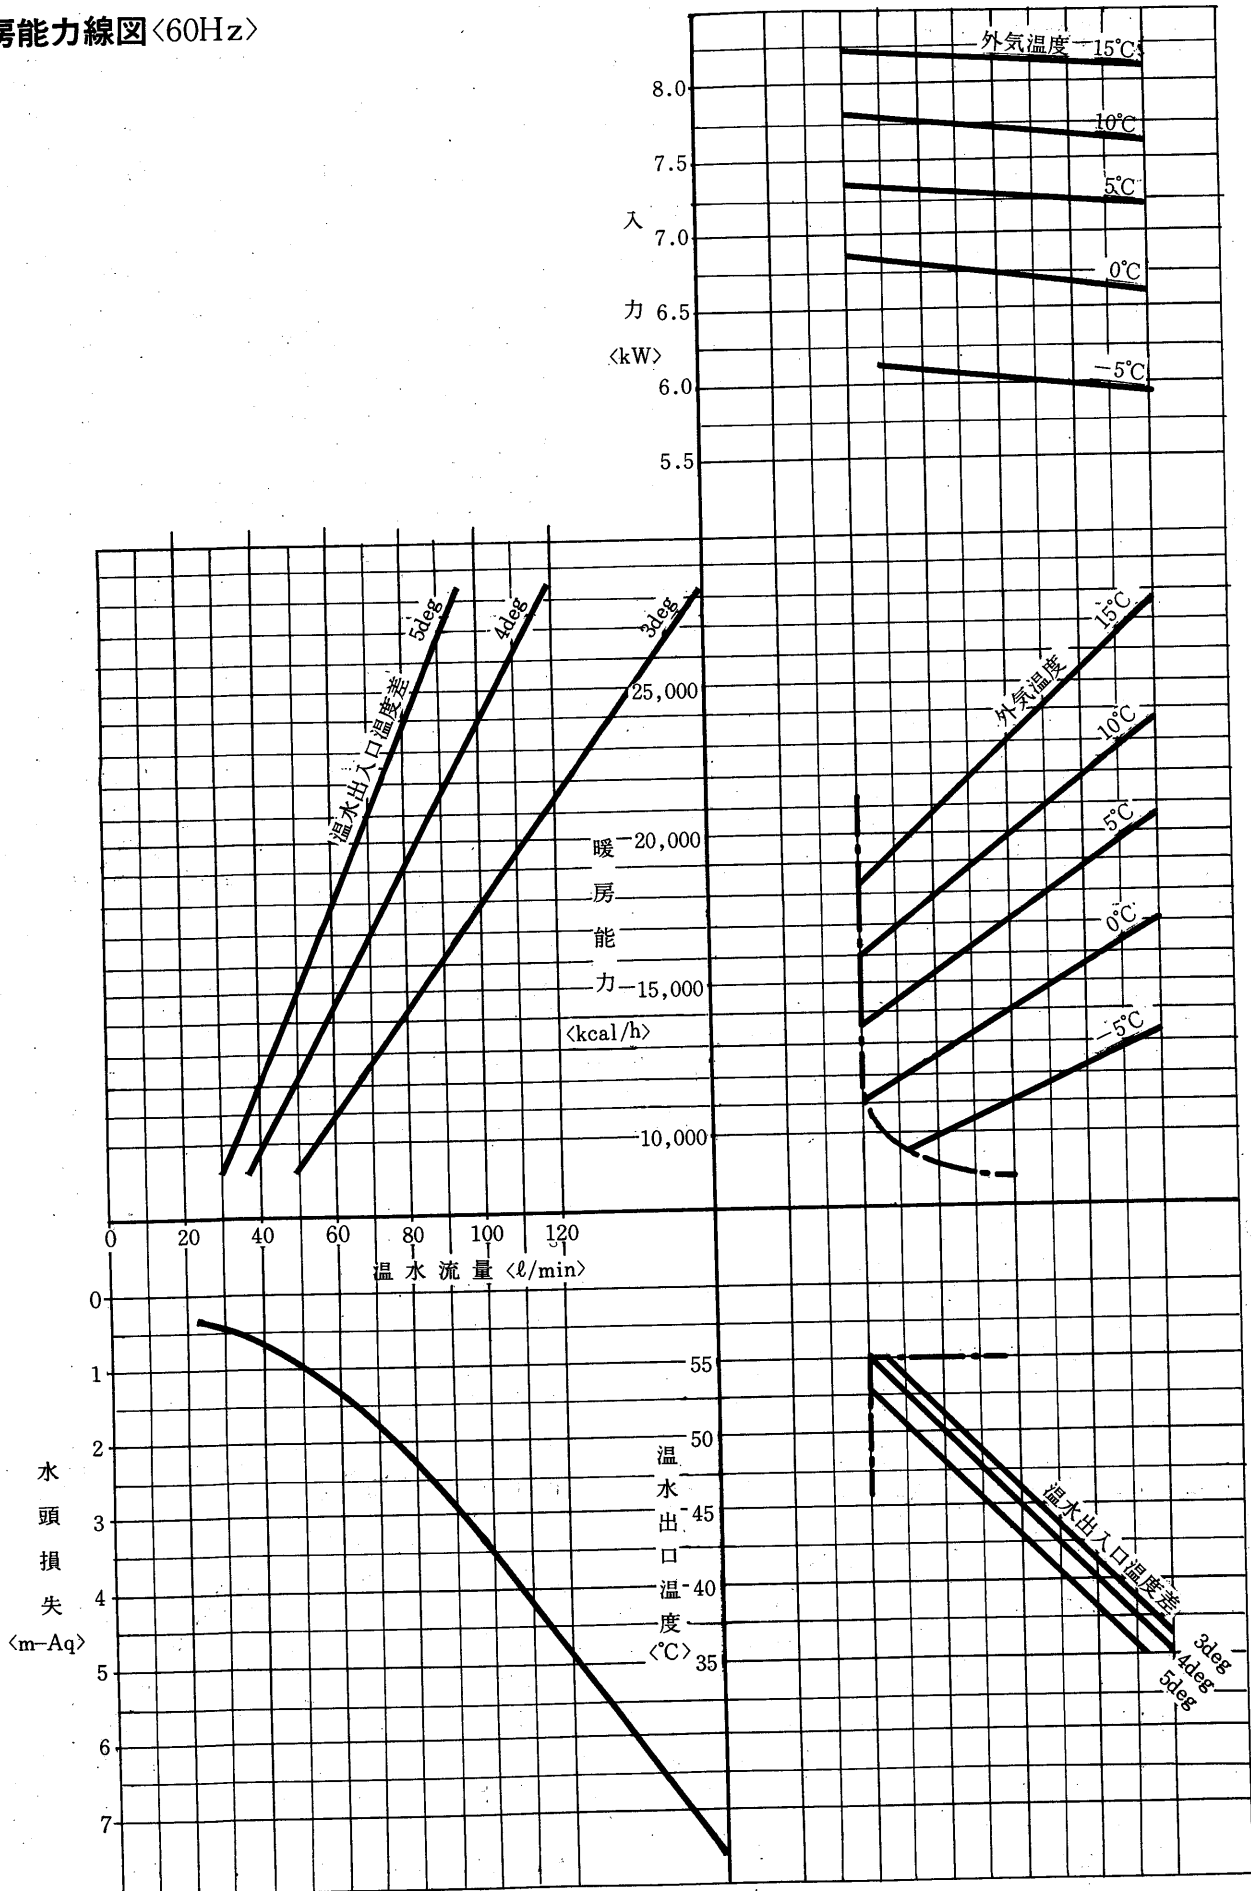 房能力線図〈60Hz〉
外気温度 15℃
8.0
10℃
7.5
5℃
入
7.0
0℃
力
6.5
〈kW〉
-5℃
6.0
5.5
5deg
4deg
3deg
温水出入口温度差
25,000
20,000
15,000
10,000
暖
房
能
力
〈kcal/h〉
15℃
外気温度
10℃
5℃
0℃
-5℃
0 20 40 60 80 100 120
温水流量〈ℓ/min〉
0
1
2
3
4
5
6
7
水
頭
損
失
〈m-Aq〉
55
50
45
40
35
温
水
出
口
温
度
〈℃〉
温水出入口温度差
3deg
4deg
5deg